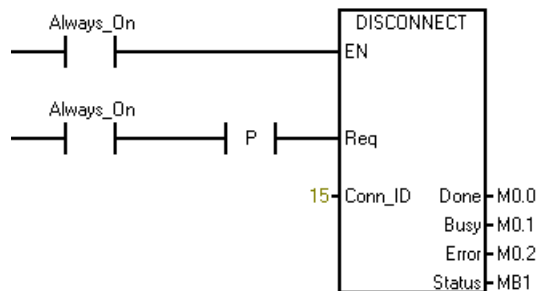 Always_On DISCONNECT
EN
Always_On
P Req
15 Conn_ID Done M0.0
Busy M0.1
Error M0.2
Status MB1